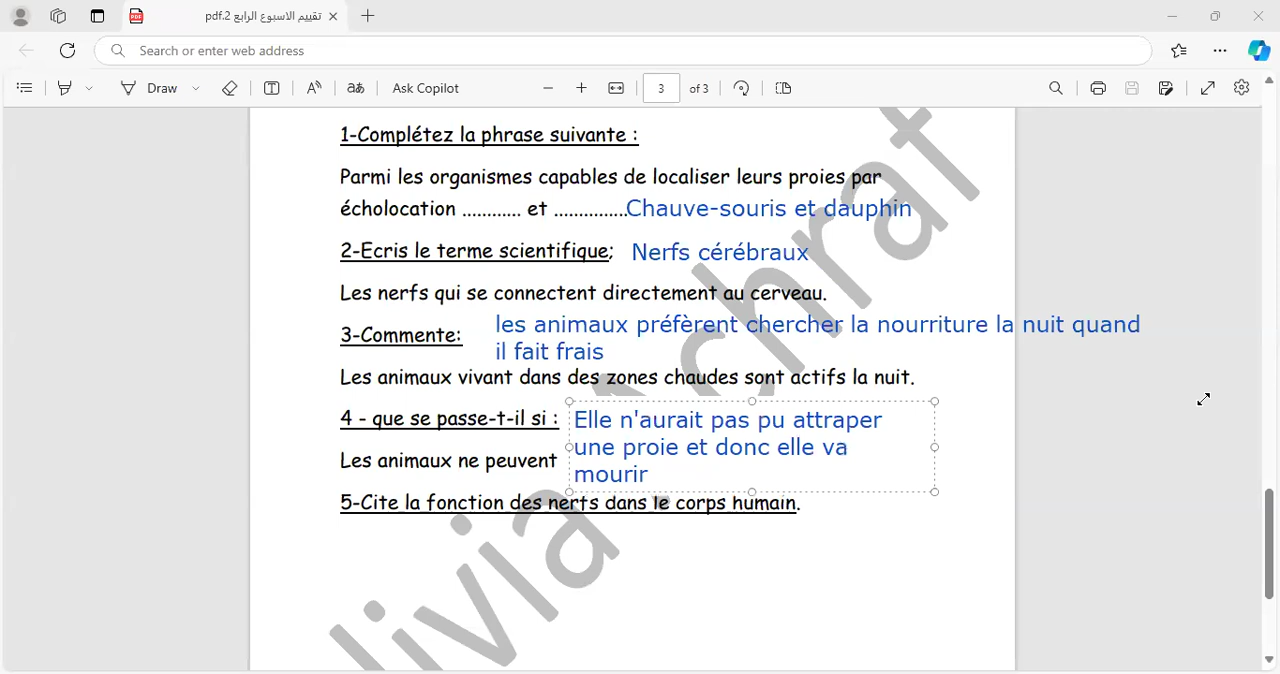 تقييم الاسبوع الرابع 2.pdf
Search or enter web address
Draw
Ask Copilot
3 of 3
1-Complétez la phrase suivante :
Parmi les organismes capables de localiser leurs proies par
écholocation ............ et ...............Chauve-souris et dauphin
2-Ecris le terme scientifique; Nerfs cérébraux
Les nerfs qui se connectent directement au cerveau.
3-Commente: les animaux préfèrent chercher la nourriture la nuit quand
il fait frais
Les animaux vivant dans des zones chaudes sont actifs la nuit.
4 - que se passe-t-il si : Elle n'aurait pas pu attraper
Les animaux ne peuvent une proie et donc elle va
mourir
5-Cite la fonction des nerfs dans le corps humain.
livia Achraf